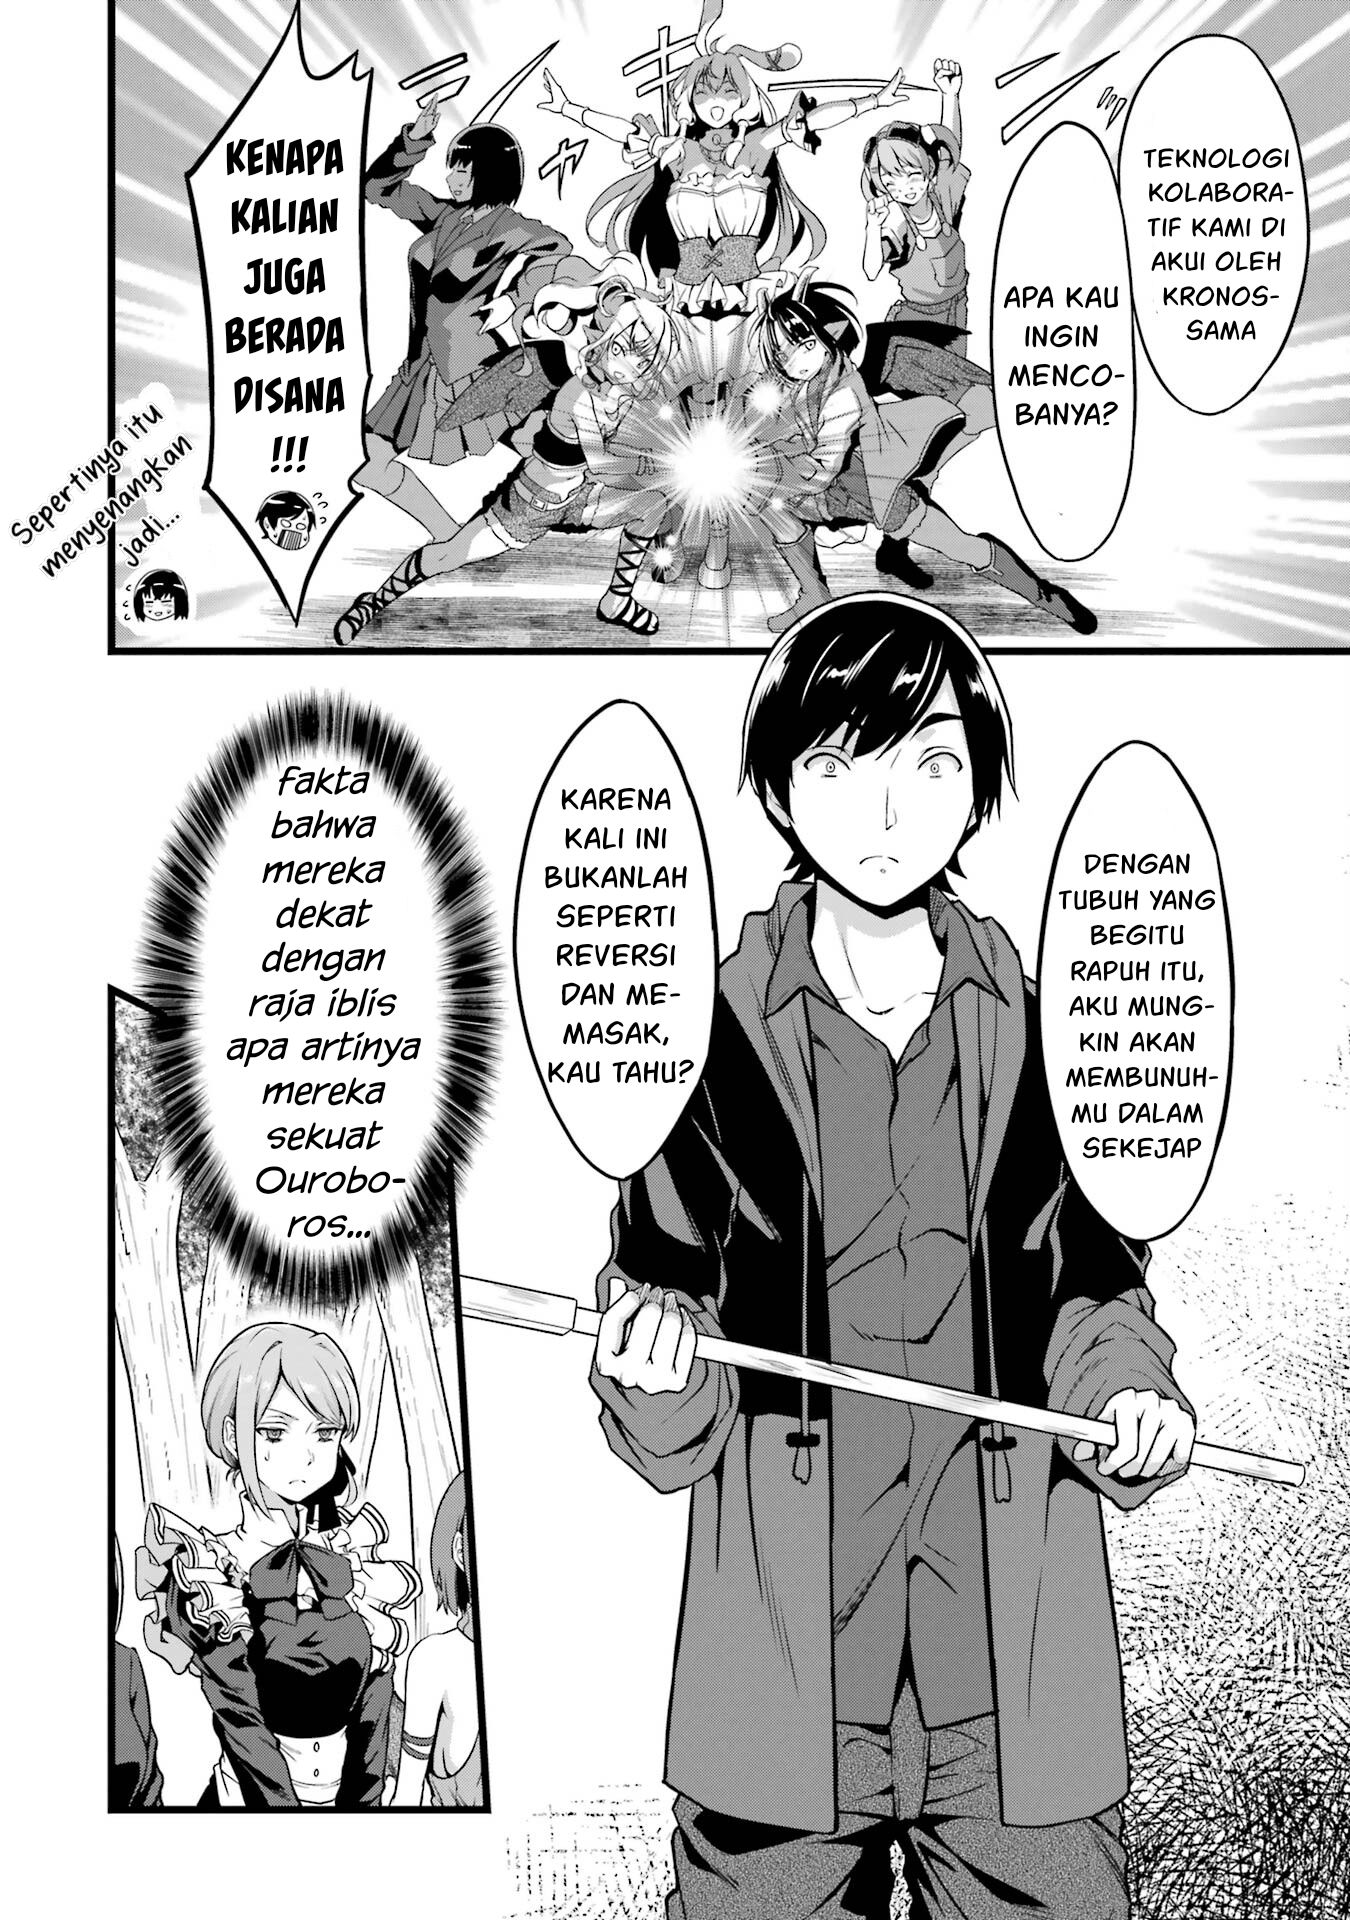 TEKNOLOGI
KOLABORA-
TIF KAMI DI
AKUI OLEH
KRONOS-
SAMA
APA KAU
INGIN
MENCO-
BANYA?
ガカッ
KENAPA
KALIAN
JUGA
BERADA
DISANA
!!!
Sepertinya itu
menyenangkan
jadi...
DENGAN
TUBUH YANG
BEGITU
RAPUH ITU,
AKU MUNG-
KIN AKAN
MEMBUNUH-
MU DALAM
SEKEJAP
KARENA
KALI INI
BUKANLAH
SEPERTI
REVERSI
DAN ME-
MASAK,
KAU TAHU?
fakta
bahwa
mereka
dekat
dengan
raja iblis
apa artinya
mereka
sekuat
Ourobo-
ros...